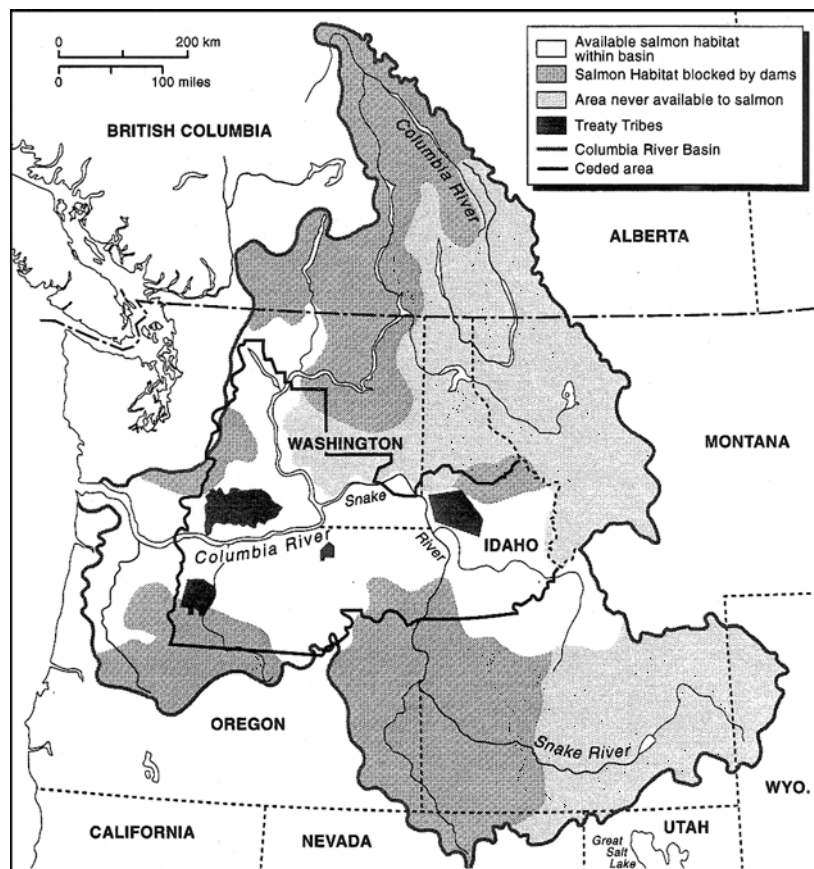 0 200 km
0 100 miles
Available salmon habitat
within basin
Salmon Habitat blocked by dams
Area never available to salmon
Treaty Tribes
Columbia River Basin
Ceded area
BRITISH COLUMBIA
Columbia
River
ALBERTA
WASHINGTON
MONTANA
Snake
River
Columbia River
IDAHO
OREGON
Snake River
WYO.
CALIFORNIA
NEVADA
UTAH
Great
Salt
Lake